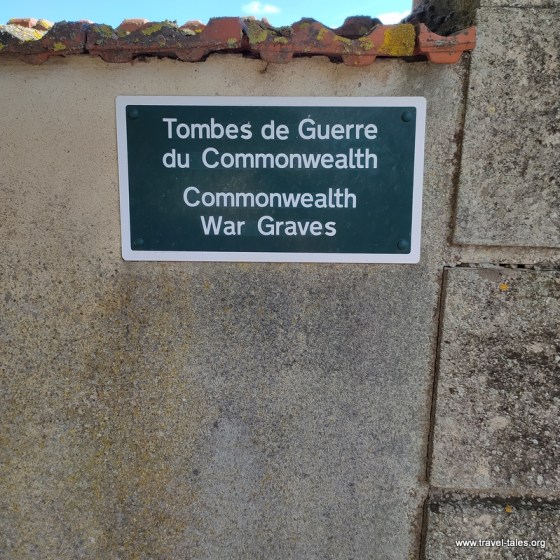 Tombes de Guerre
du Commonwealth
Commonwealth
War Graves
www.travel-tales.org